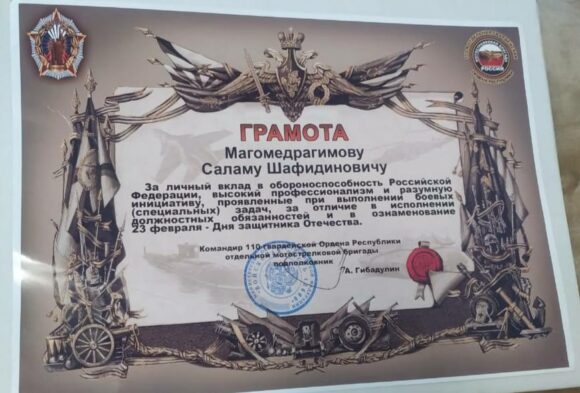 ГРАМОТА
Магомедрагимову
Саламу Шафидиновичу
За личный вклад в обороноспособность Российской
Федерации, высокий профессионализм и разумную
инициативу, проявленные при выполнении боевых
(специальных) задач, за отличие в исполнении
должностных обязанностей и в ознаменование
23 февраля - Дня защитника Отечества.
Командир 110 гвардейской Ордена Республики
отдельной мотострелковой бригады
подполковник
А. Гибадулин
РОССИЯ